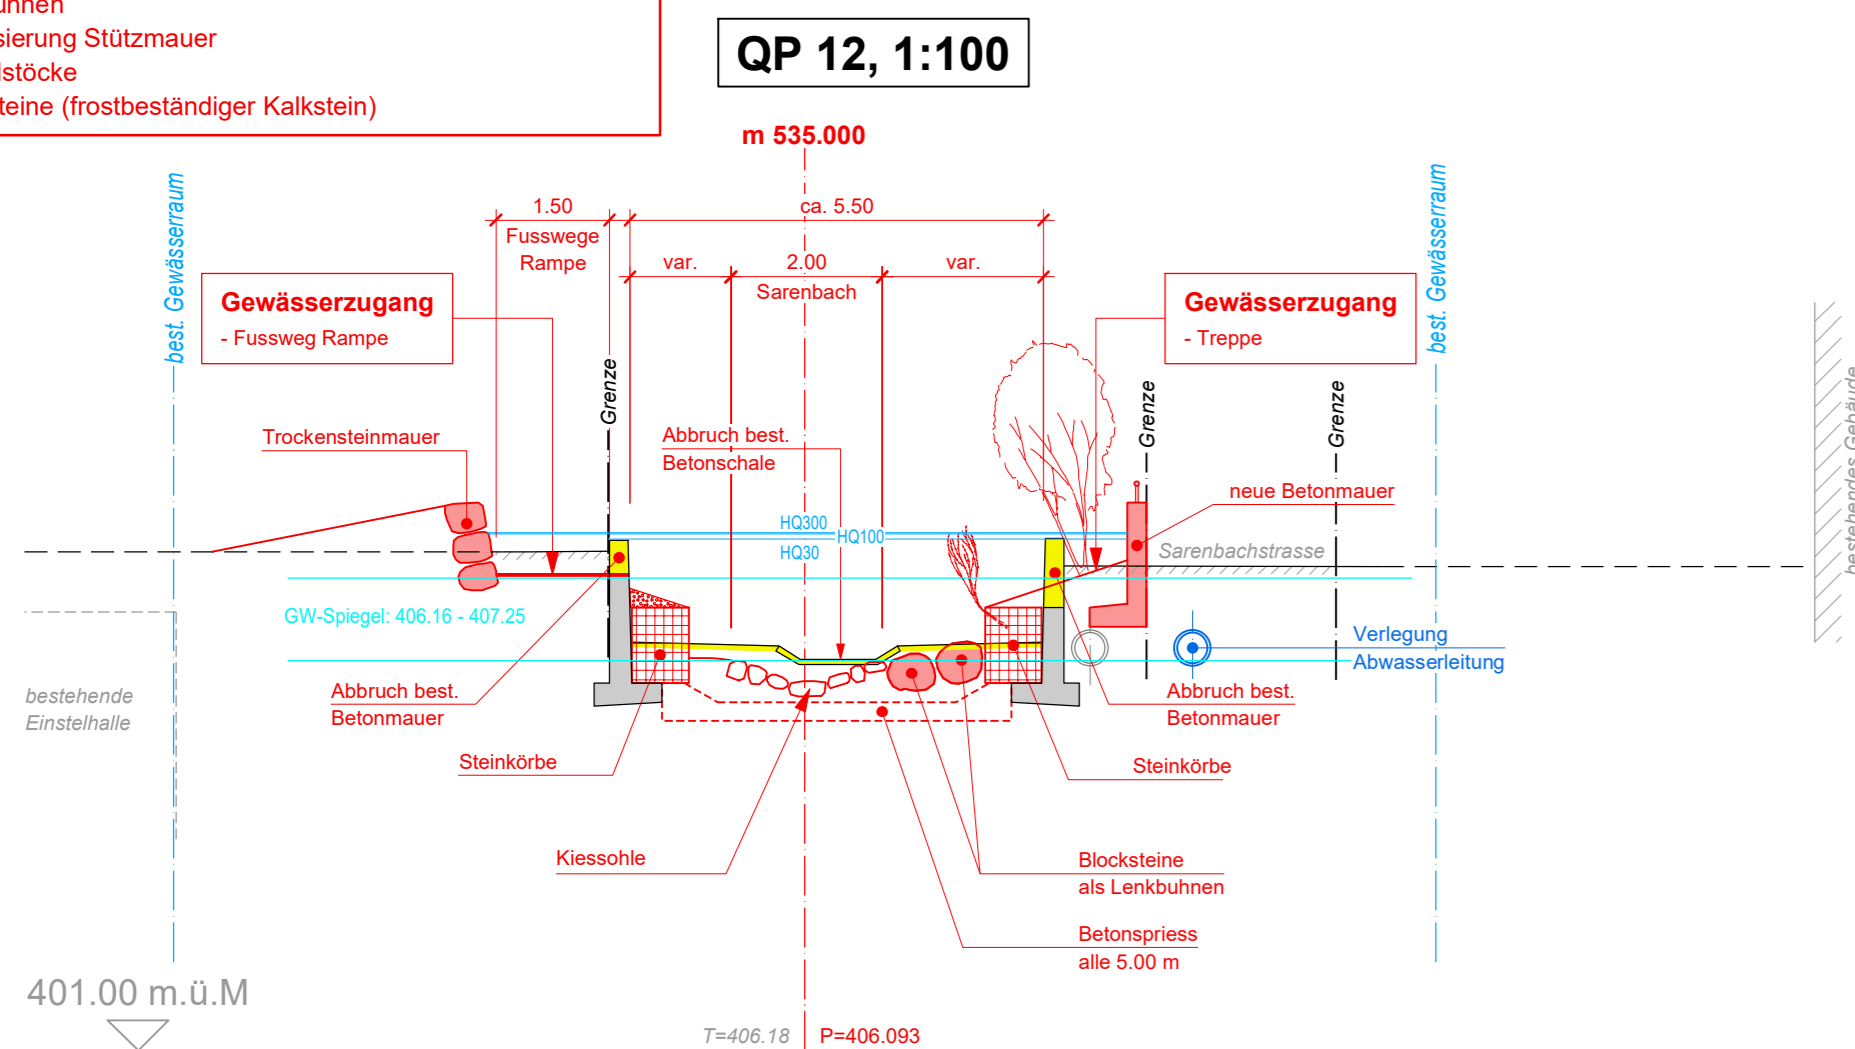 sierung Stützmauer
lstöcke
teine (frostbeständiger Kalkstein)
QP 12, 1:100
m 535.000
best. Gewässerraum
1.50
Fusswege
Rampe
ca. 5.50
var.
2.00
Sarenbach
var.
best. Gewässerraum
Gewässerzugang
- Fussweg Rampe
Gewässerzugang
- Treppe
Grenze
Grenze
Grenze
bestehendes Gebäude
Trockensteinmauer
Abbruch best.
Betonschale
neue Betonmauer
HQ300
HQ100
HQ30
Sarenbachstrasse
GW-Spiegel: 406.16 - 407.25
Verlegung
Abwasserleitung
bestehende
Einstelhalle
Abbruch best.
Betonmauer
Abbruch best.
Betonmauer
Steinkörbe
Steinkörbe
Kiessohle
Blocksteine
als Lenkbuhnen
Betonspriess
alle 5.00 m
401.00 m.ü.M
T=406.18
P=406.093